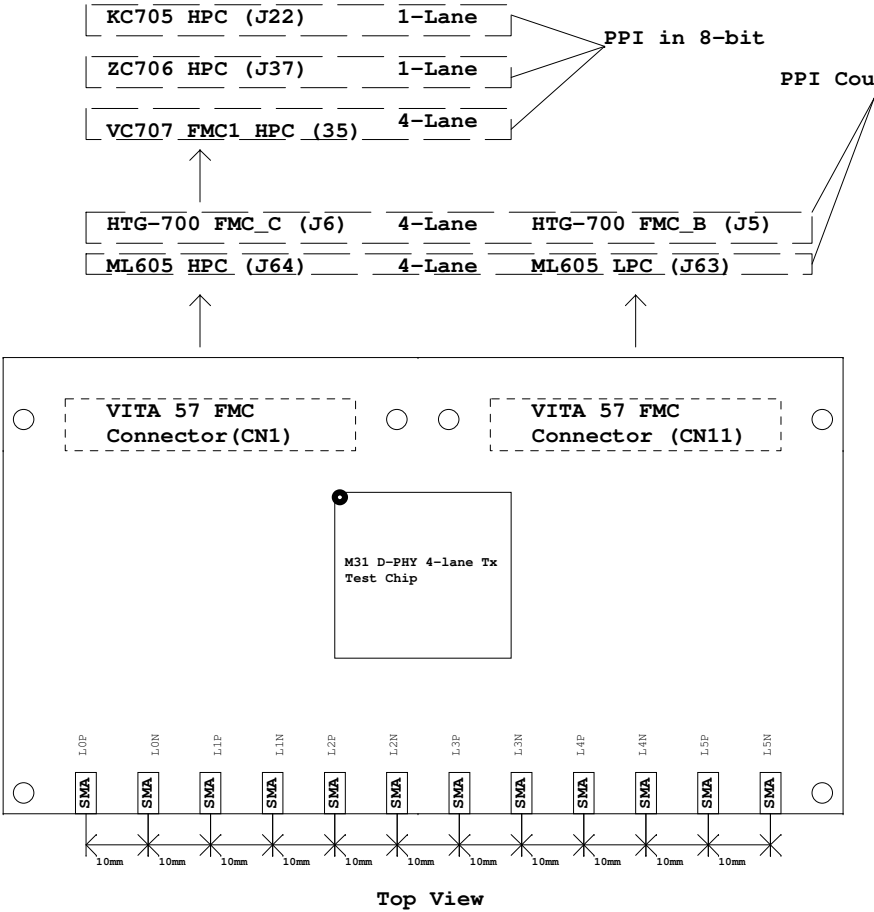 KC705 HPC (J22) 1-Lane
PPI in 8-bit
ZC706 HPC (J37) 1-Lane
PPI Cou
VC707 FMC1 HPC (35) 4-Lane
HTG-700 FMC_C (J6) 4-Lane HTG-700 FMC_B (J5)
ML605 HPC (J64) 4-Lane ML605 LPC (J63)
VITA 57 FMC
Connector(CN1)
VITA 57 FMC
Connector (CN11)
M31 D-PHY 4-lane Tx
Test Chip
L0P L0N L1P L1N L2P L2N L3P L3N L4P L4N L5P L5N
SMA SMA SMA SMA SMA SMA SMA SMA SMA SMA SMA SMA
10mm 10mm 10mm 10mm 10mm 10mm 10mm 10mm 10mm 10mm 10mm
Top View